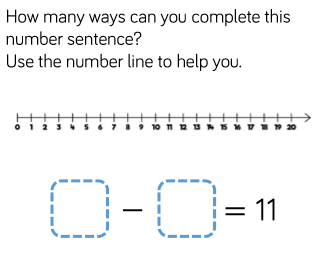 How many ways can you complete this
number sentence?
Use the number line to help you.
0 1 2 3 4 5 6 7 8 9 10 11 12 13 14 15 16 17 18 19 20
− = 11